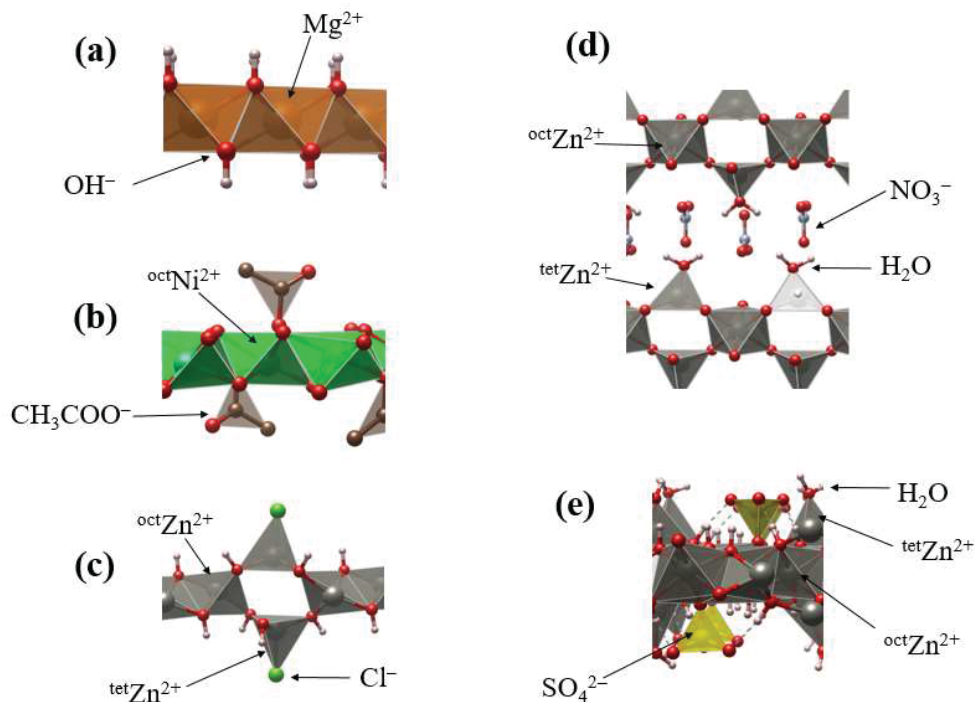 (a)
Mg²⁺
OH⁻
(b)
ᵒᶜᵗNi²⁺
CH₃COO⁻
(c)
ᵒᶜᵗZn²⁺
ᵗᵉᵗZn²⁺
Cl⁻
(d)
ᵒᶜᵗZn²⁺
NO₃⁻
ᵗᵉᵗZn²⁺
H₂O
(e)
H₂O
ᵗᵉᵗZn²⁺
ᵒᶜᵗZn²⁺
SO₄²⁻